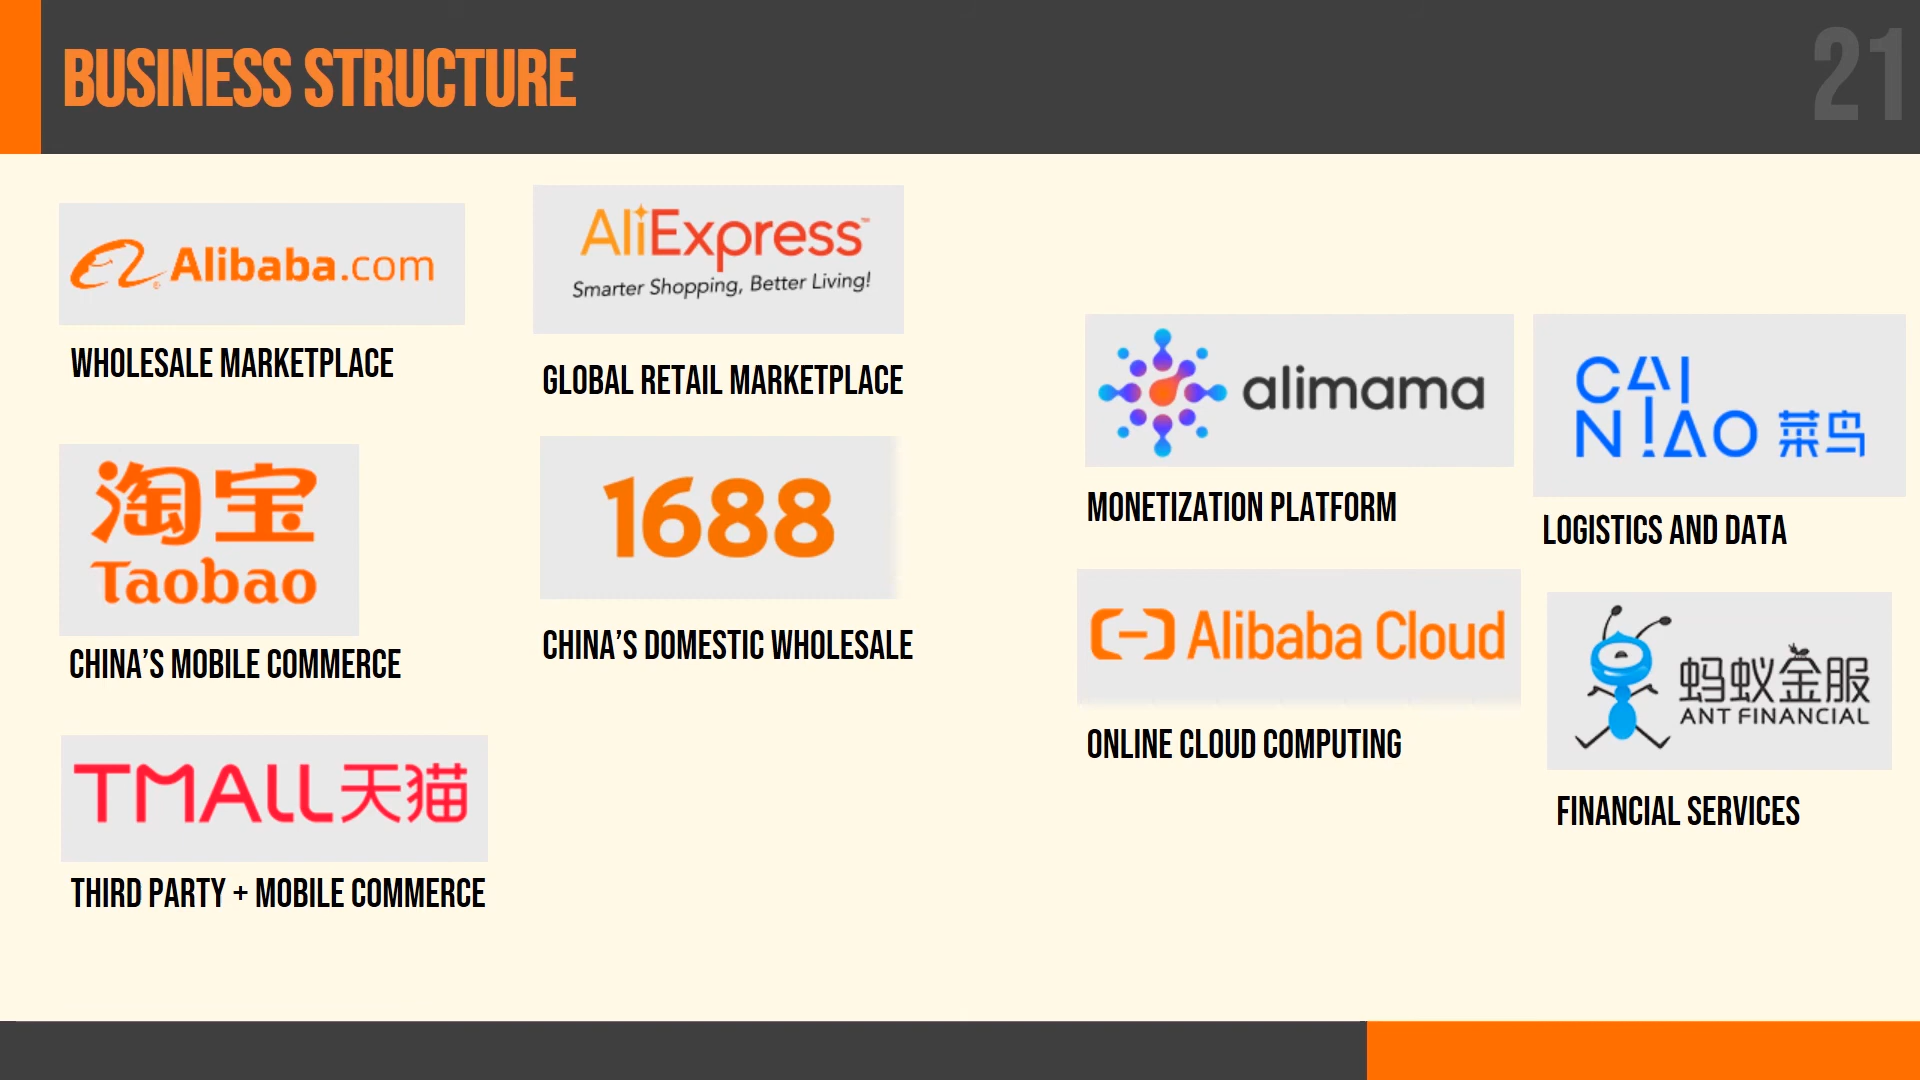 BUSINESS STRUCTURE
21
Alibaba.com
WHOLESALE MARKETPLACE
AliExpress™
Smarter Shopping, Better Living!
GLOBAL RETAIL MARKETPLACE
淘宝
Taobao
CHINA'S MOBILE COMMERCE
1688
CHINA'S DOMESTIC WHOLESALE
TMALL天猫
THIRD PARTY + MOBILE COMMERCE
alimama
MONETIZATION PLATFORM
CAI
NIAO 菜鸟
LOGISTICS AND DATA
Alibaba Cloud
ONLINE CLOUD COMPUTING
蚂蚁金服
ANT FINANCIAL
FINANCIAL SERVICES